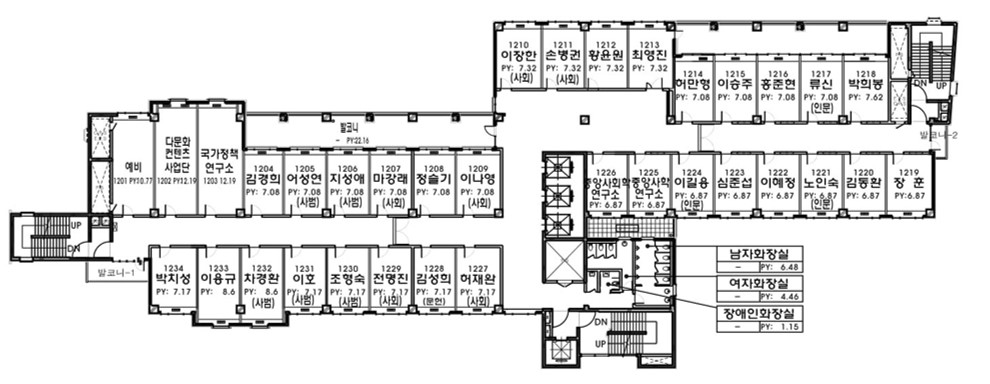 1210
이장한
PY: 7.32
(사회)
1211
손병권
PY: 7.32
(사회)
1212
황윤원
PY: 7.32
1213
최영진
PY: 7.32
1214
허만형
PY: 7.08
1215
이승주
PY: 7.08
1216
홍준현
PY: 7.08
1217
류신
PY: 7.08
(인문)
1218
박희봉
PY: 7.62
DN
UP
발코니-2
발코니
- PY:22.16
예비
1201 PY10.77
다문화
컨텐츠
사업단
1202 PY12.19
국가정책
연구소
1203 12.19
1204
김경희
PY: 7.08
1205
어성연
PY: 7.08
(사범)
1206
지성애
PY: 7.08
(사범)
1207
마강래
PY: 7.08
(사회)
1208
정슬기
PY: 7.08
1209
이나영
PY: 7.08
(사회)
1226
중앙사회학
연구소
PY: 6.87
1225
중앙사회학
연구소
PY: 6.87
1224
이길용
PY: 6.87
(인문)
1223
심준섭
PY: 6.87
1222
이혜정
PY: 6.87
1221
노인숙
PY: 6.87
(인문)
1220
김동환
PY: 6.87
1219
장 훈
PY: 6.87
UP
DN
발코니-1
1234
박치성
PY: 7.17
1233
이용규
PY: 8.6
1232
차경환
PY: 8.6
(사범)
1231
이호
PY: 7.17
(사범)
1230
조형숙
PY: 7.17
(사범)
1229
전명진
PY: 7.17
(사회)
1228
김성희
PY: 7.17
(문헌)
1227
이재완
PY: 7.17
(사회)
남자화장실
- PY: 6.48
여자화장실
- PY: 4.46
장애인화장실
- PY: 1.15
DN
UP